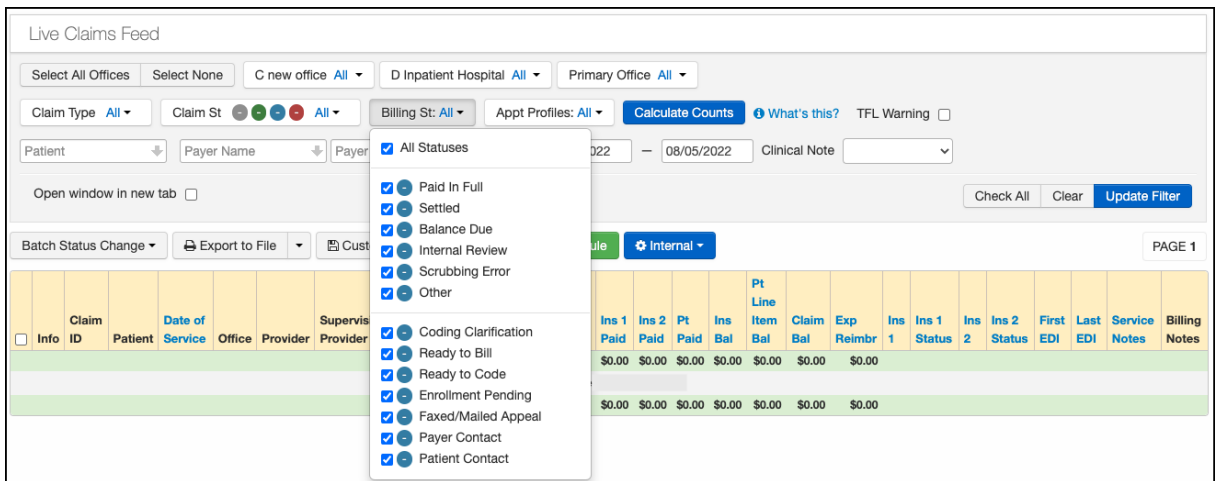 Live Claims Feed
Select All Offices Select None C new office All D Inpatient Hospital All Primary Office All
Claim Type All Claim St - - - - All Billing St: All Appt Profiles: All Calculate Counts What's this? TFL Warning
Patient Payer Name Payer 022 — 08/05/2022 Clinical Note
All Statuses
Open window in new tab Check All Clear Update Filter
- Paid In Full
- Settled
- Balance Due
- Internal Review
- Scrubbing Error
- Other
- Coding Clarification
- Ready to Bill
- Ready to Code
- Enrollment Pending
- Faxed/Mailed Appeal
- Payer Contact
- Patient Contact
Batch Status Change Export to File Cust ule Internal PAGE 1
Pt
Line
Claim Date of Supervis Ins 1 Ins 2 Pt Ins Item Claim Exp Ins Ins 1 Ins Ins 2 First Last Service Billing
Info ID Patient Service Office Provider Provider Paid Paid Paid Bal Bal Bal Reimbr 1 Status 2 Status EDI EDI Notes Notes
$0.00 $0.00 $0.00 $0.00 $0.00 $0.00 $0.00
$0.00 $0.00 $0.00 $0.00 $0.00 $0.00 $0.00